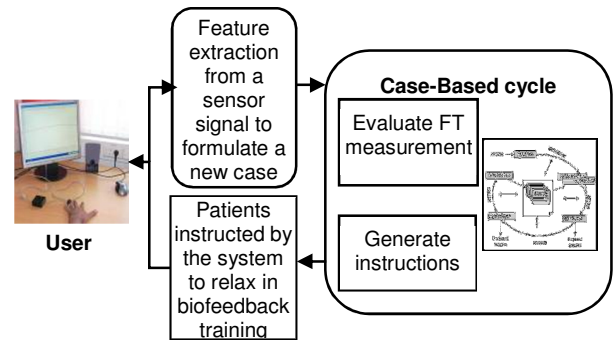 Feature
extraction
from a
sensor
signal to
formulate a
new case
Case-Based cycle
Evaluate FT
measurement
User
Patients
instructed by
the system
to relax in
biofeedback
training
Generate
instructions